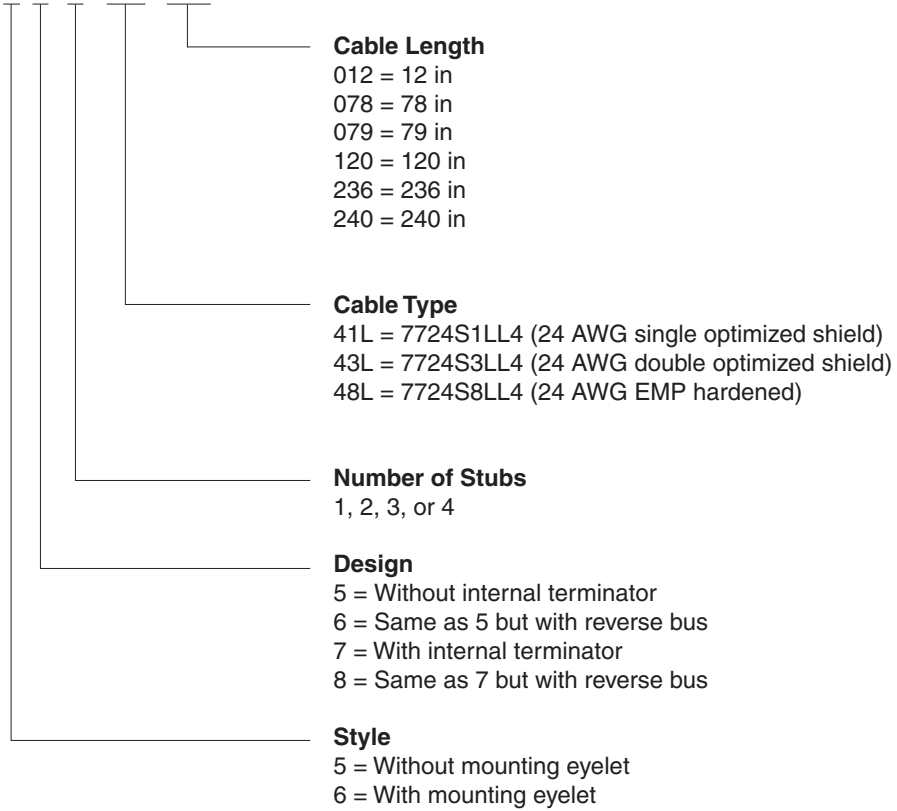 Cable Length
012 = 12 in
078 = 78 in
079 = 79 in
120 = 120 in
236 = 236 in
240 = 240 in
Cable Type
41L = 7724S1LL4 (24 AWG single optimized shield)
43L = 7724S3LL4 (24 AWG double optimized shield)
48L = 7724S8LL4 (24 AWG EMP hardened)
Number of Stubs
1, 2, 3, or 4
Design
5 = Without internal terminator
6 = Same as 5 but with reverse bus
7 = With internal terminator
8 = Same as 7 but with reverse bus
Style
5 = Without mounting eyelet
6 = With mounting eyelet